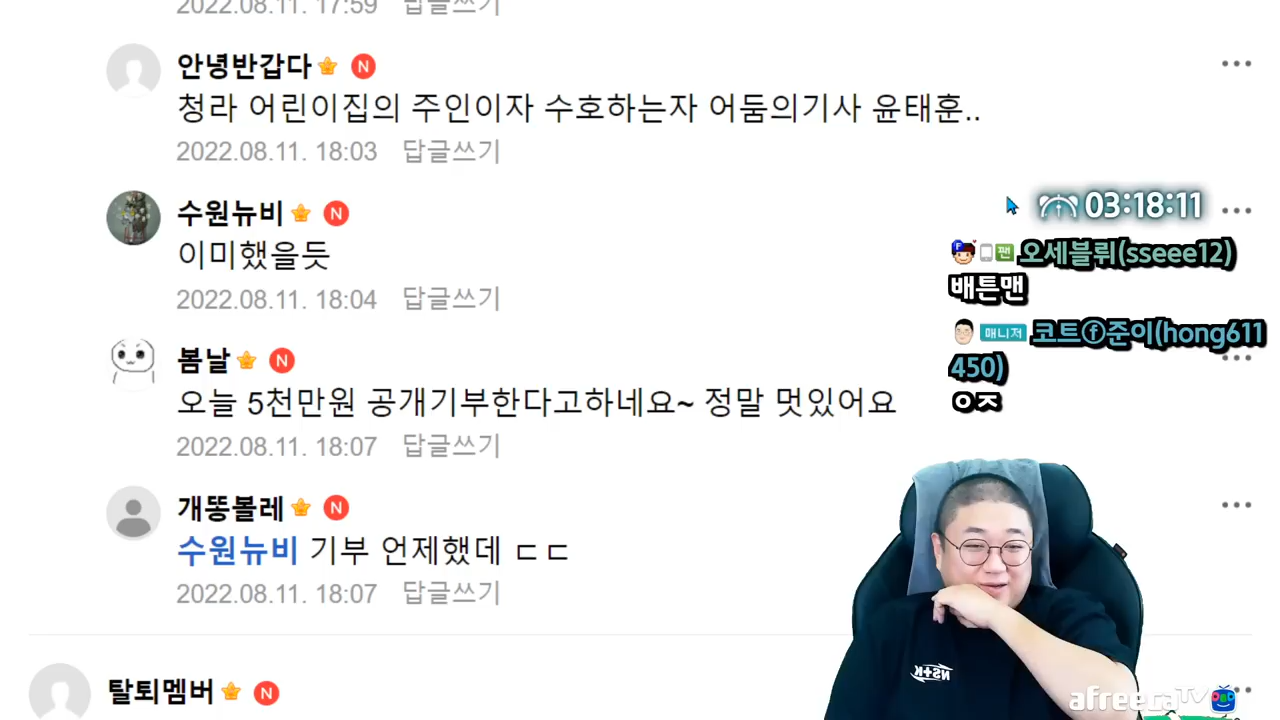 2022.08.11. 17:59 답글쓰기
안녕반갑다 N
청라 어린이집의 주인이자 수호하는자 어둠의기사 윤태훈..
2022.08.11. 18:03 답글쓰기
수원뉴비 N
이미했을듯
2022.08.11. 18:04 답글쓰기
봄날 N
오늘 5천만원 공개기부한다고하네요~ 정말 멋있어요
2022.08.11. 18:07 답글쓰기
개똥볼레 N
수원뉴비 기부 언제했데 ㄷㄷ
2022.08.11. 18:07 답글쓰기
탈퇴멤버 N
03:18:11
F 팬 오세블뤼(sseee12)
배튼맨
매니저 코트ⓕ준이(hong611
450)
ㅇㅈ
NS+K
afreecaTV